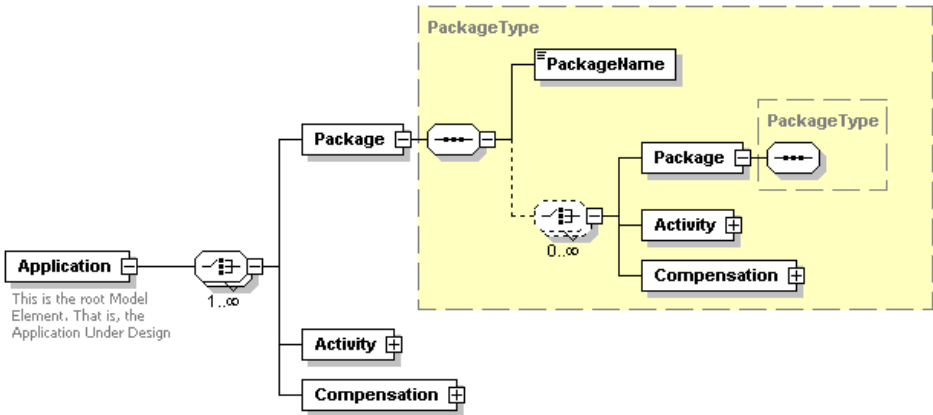 PackageType
PackageName
Package
Package
PackageType
Activity
0..∞
Compensation
Application
1..∞
This is the root Model
Element. That is, the
Application Under Design
Activity
Compensation